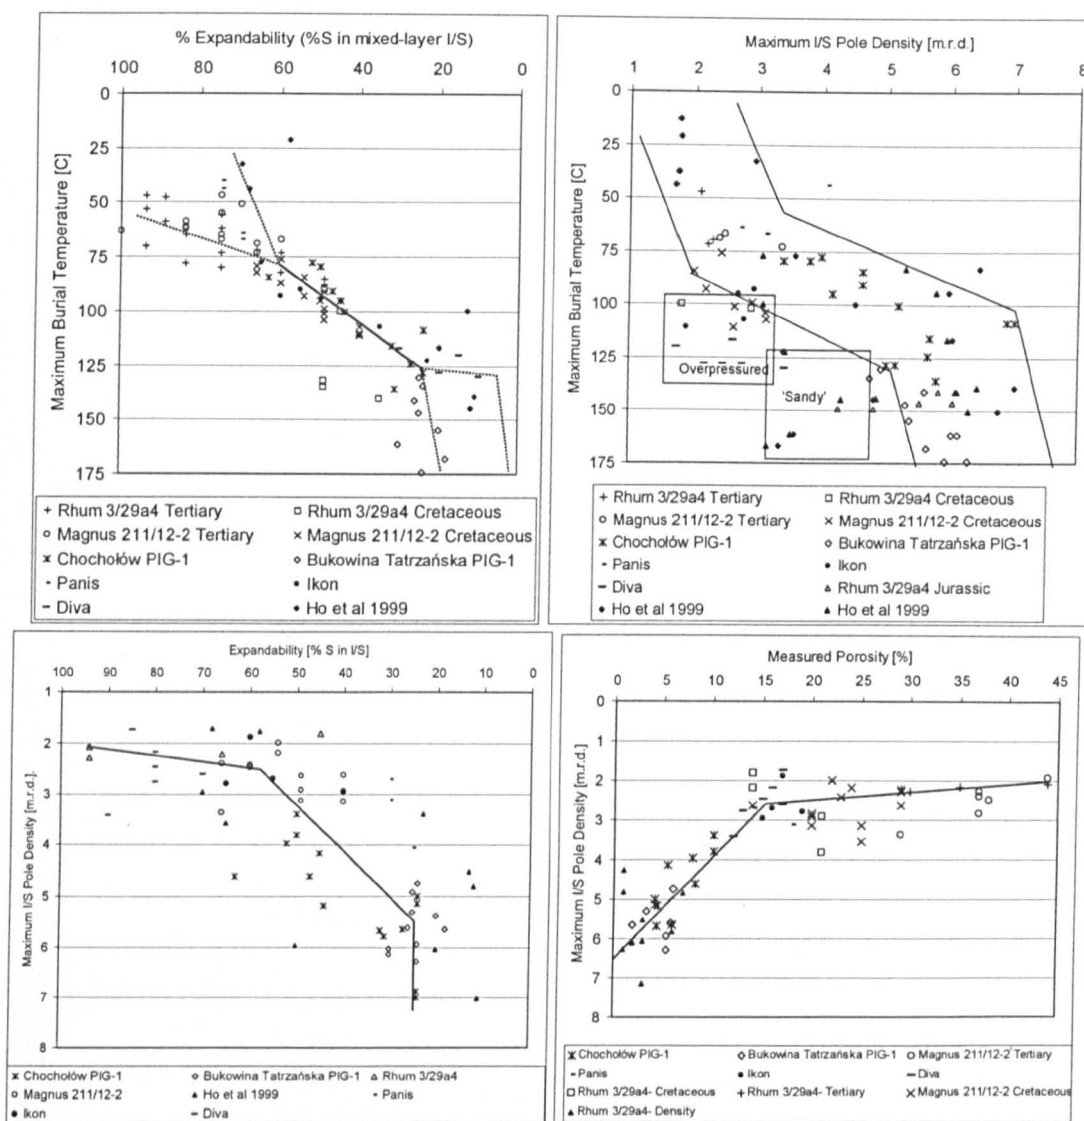 % Expandability (%S in mixed-layer I/S)
100 80 60 40 20 0
0
25
50
75
100
125
150
175
Maximum Burial Temperature [C]
+ Rhum 3/29a4 Tertiary
Rhum 3/29a4 Cretaceous
Magnus 211/12-2 Tertiary
Magnus 211/12-2 Cretaceous
Chochołów PIG-1
Bukowina Tatrzańska PIG-1
Panis
Ikon
Diva
Ho et al 1999
Maximum I/S Pole Density [m.r.d.]
1 2 3 4 5 6 7 8
0
25
50
75
100
125
150
175
Maximum Burial Temperature [C]
Overpressured
'Sandy'
+ Rhum 3/29a4 Tertiary
Rhum 3/29a4 Cretaceous
Magnus 211/12-2 Tertiary
Magnus 211/12-2 Cretaceous
Chochołów PIG-1
Bukowina Tatrzańska PIG-1
Panis
Ikon
Diva
Rhum 3/29a4 Jurassic
Ho et al 1999
Ho et al 1999
Expandability [% S in I/S]
100 90 80 70 60 50 40 30 20 10 0
1
2
3
4
5
6
7
8
Maximum I/S Pole Density [m.r.d.].
Chochołów PIG-1
Bukowina Tatrzańska PIG-1
Rhum 3/29a4
Magnus 211/12-2
Ho et al 1999
Panis
Ikon
Diva
Measured Porosity [%]
0 5 10 15 20 25 30 35 40 45
0
1
2
3
4
5
6
7
8
Maximum I/S Pole Density [m.r.d.]
Chochołów PIG-1
Bukowina Tatrzańska PIG-1
Magnus 211/12-2 Tertiary
Panis
Ikon
Diva
Rhum 3/29a4- Cretaceous
Rhum 3/29a4- Tertiary
Magnus 211/12-2 Cretaceous
Rhum 3/29a4- Density